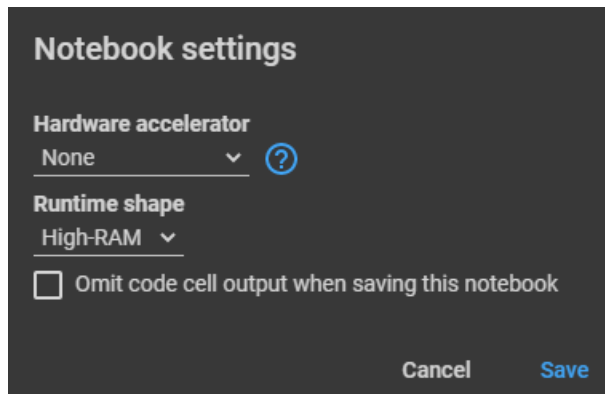 Notebook settings
Hardware accelerator
None
?
Runtime shape
High-RAM
Omit code cell output when saving this notebook
Cancel Save